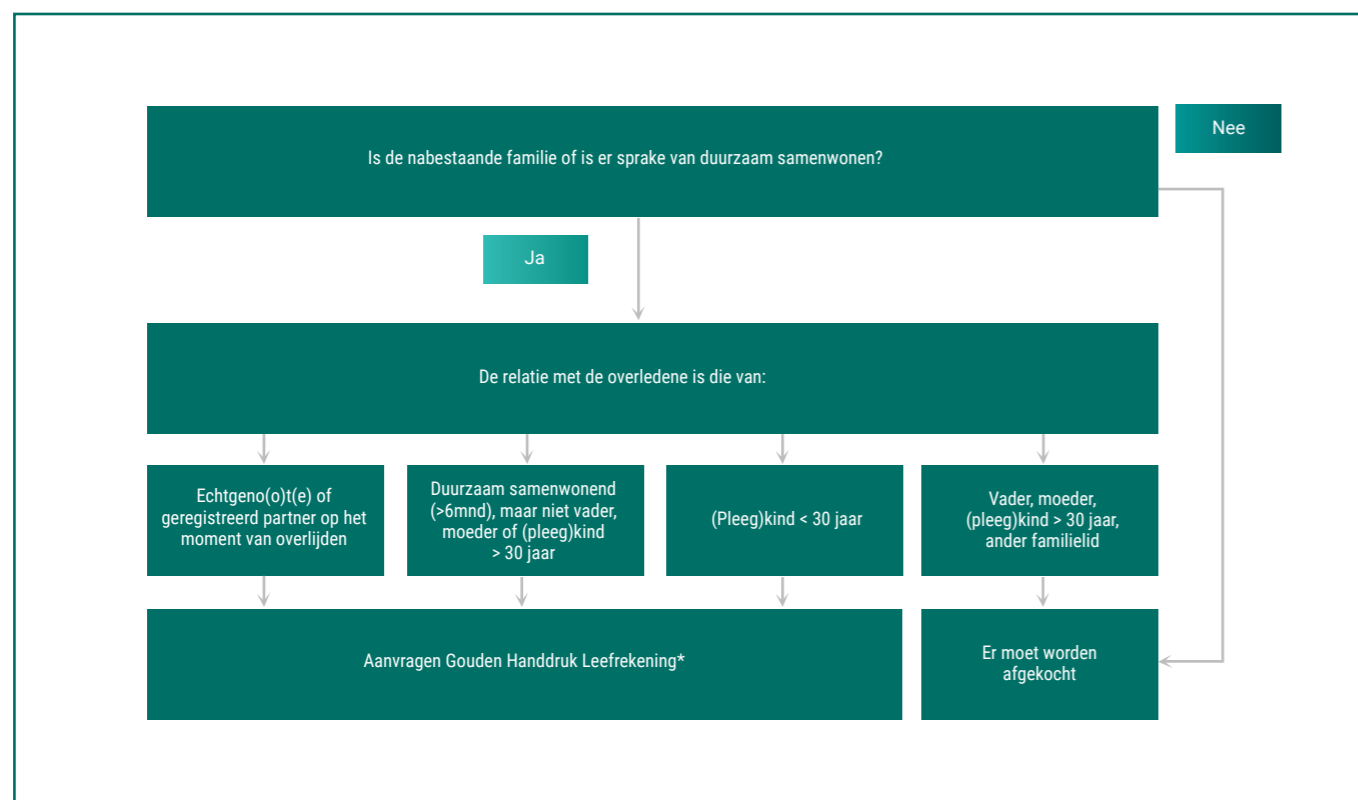 Nee
Is de nabestaande familie of is er sprake van duurzaam samenwonen?
Ja
De relatie met de overledene is die van:
Echtgeno(o)t(e) of
geregistreerd partner op het
moment van overlijden
Duurzaam samenwonend
(>6mnd), maar niet vader,
moeder of (pleeg)kind
> 30 jaar
(Pleeg)kind < 30 jaar
Vader, moeder,
(pleeg)kind > 30 jaar,
ander familielid
Aanvragen Gouden Handdruk Leefrekening*
Er moet worden
afgekocht